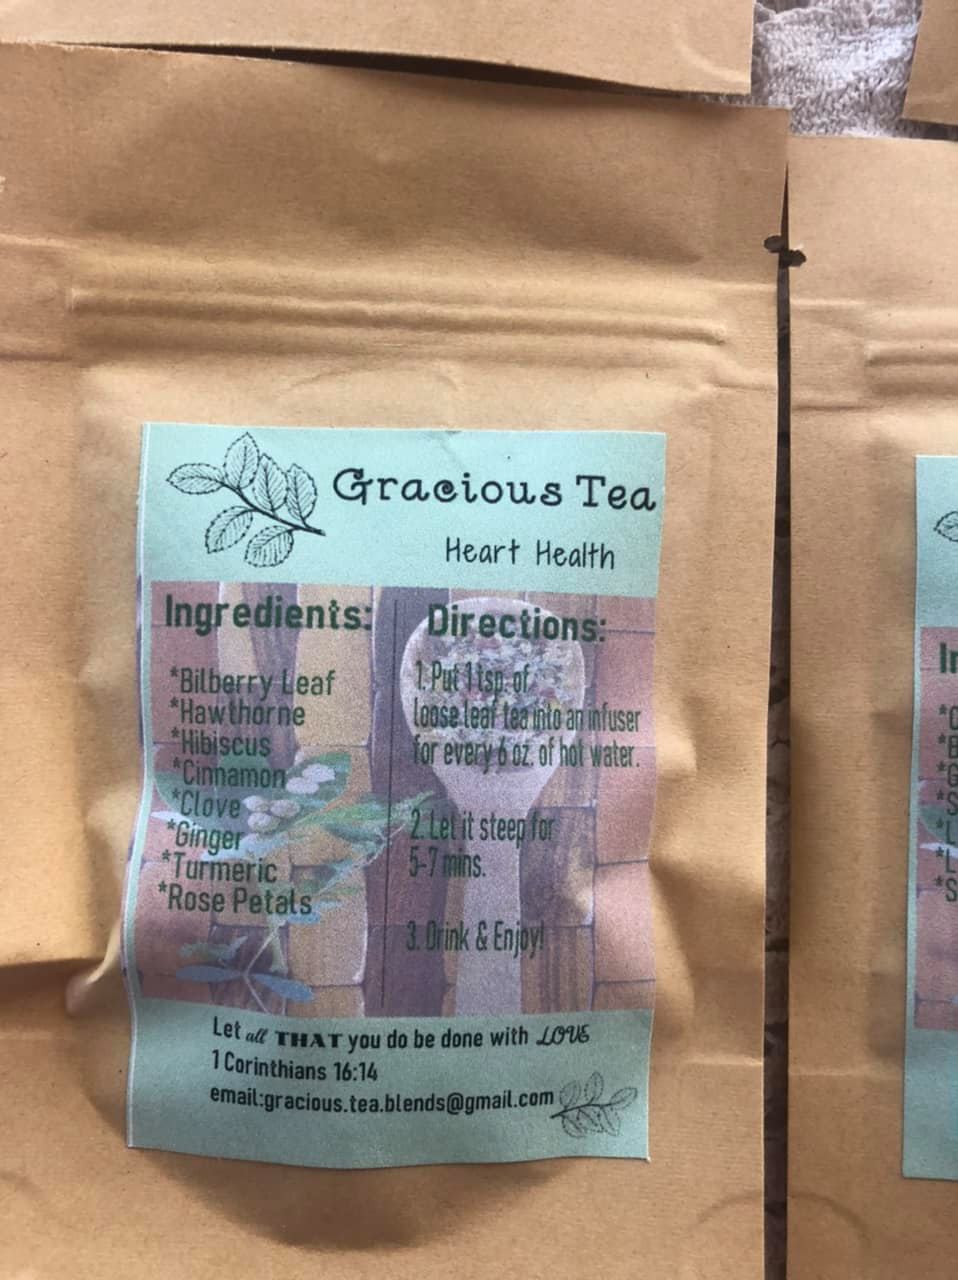 Gracious Tea
Heart Health
Ingredients:
*Bilberry Leaf
*Hawthorne
*Hibiscus
*Cinnamon
*Clove
*Ginger
*Turmeric
*Rose Petals
Directions:
1. Put 1 tsp. of
loose leaf tea into an infuser
for every 6 oz. of hot water.
2. Let it steep for
5-7 mins.
3. Drink & Enjoy!
Let all THAT you do be done with LOVE
1 Corinthians 16:14
email:gracious.tea.blends@gmail.com